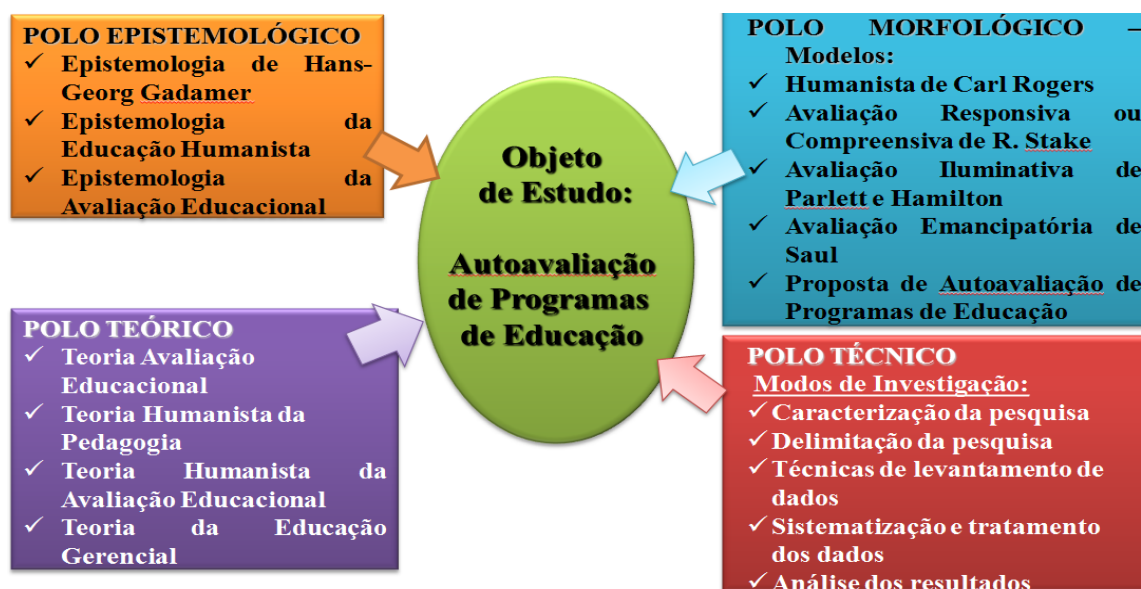 POLO EPISTEMOLÓGICO
✓ Epistemologia de Hans-
Georg Gadamer
✓ Epistemologia da
Educação Humanista
✓ Epistemologia da
Avaliação Educacional
POLO MORFOLÓGICO –
Modelos:
✓ Humanista de Carl Rogers
✓ Avaliação Responsiva ou
Compreensiva de R. Stake
✓ Avaliação Iluminativa de
Parlett e Hamilton
✓ Avaliação Emancipatória de
Saul
✓ Proposta de Autoavaliação de
Programas de Educação
Objeto
de Estudo:
Autoavaliação
de Programas
de Educação
POLO TEÓRICO
✓ Teoria Avaliação
Educacional
✓ Teoria Humanista da
Pedagogia
✓ Teoria Humanista da
Avaliação Educacional
✓ Teoria da Educação
Gerencial
POLO TÉCNICO
Modos de Investigação:
✓ Caracterização da pesquisa
✓ Delimitação da pesquisa
✓ Técnicas de levantamento de
dados
✓ Sistematização e tratamento
dos dados
✓ Análise dos resultados